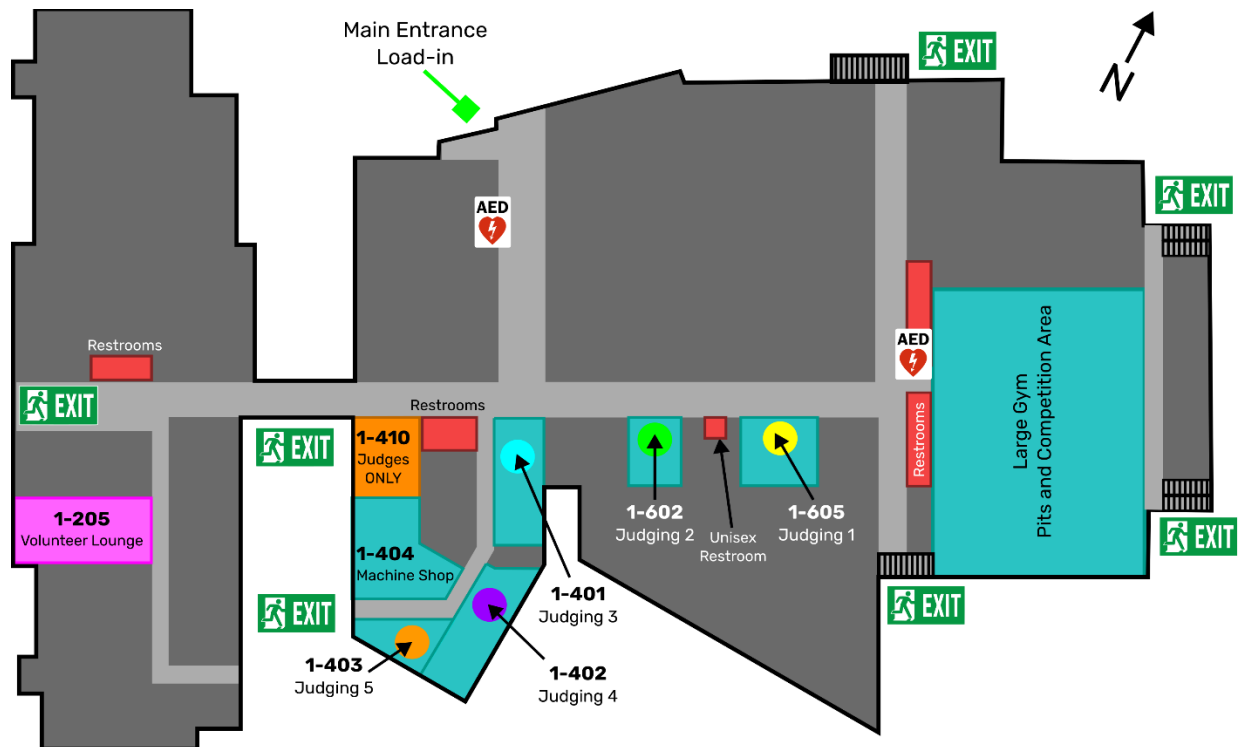 Main Entrance
Load-in
EXIT
N
AED
EXIT
Restrooms
AED
EXIT
Restrooms
EXIT
1-410
Judges
ONLY
Restrooms
Large Gym
Pits and Competition Area
1-205
Volunteer Lounge
1-602
Judging 2
Unisex
Restroom
1-605
Judging 1
EXIT
1-404
Machine Shop
1-401
Judging 3
EXIT
EXIT
1-403
Judging 5
1-402
Judging 4